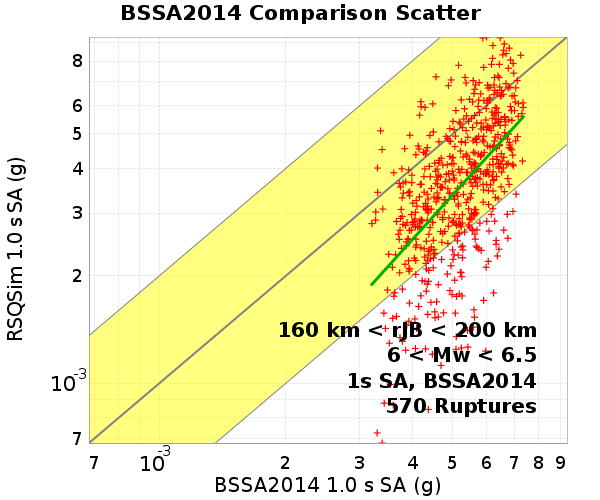 BSSA2014 Comparison Scatter
RSQSim 1.0 s SA (g)
8
6
5
4
3
2
10⁻³
7
160 km < rJB < 200 km
6 < Mw < 6.5
1s SA, BSSA2014
570 Ruptures
7 10⁻³ 2 3 4 5 6 7 8 9
BSSA2014 1.0 s SA (g)